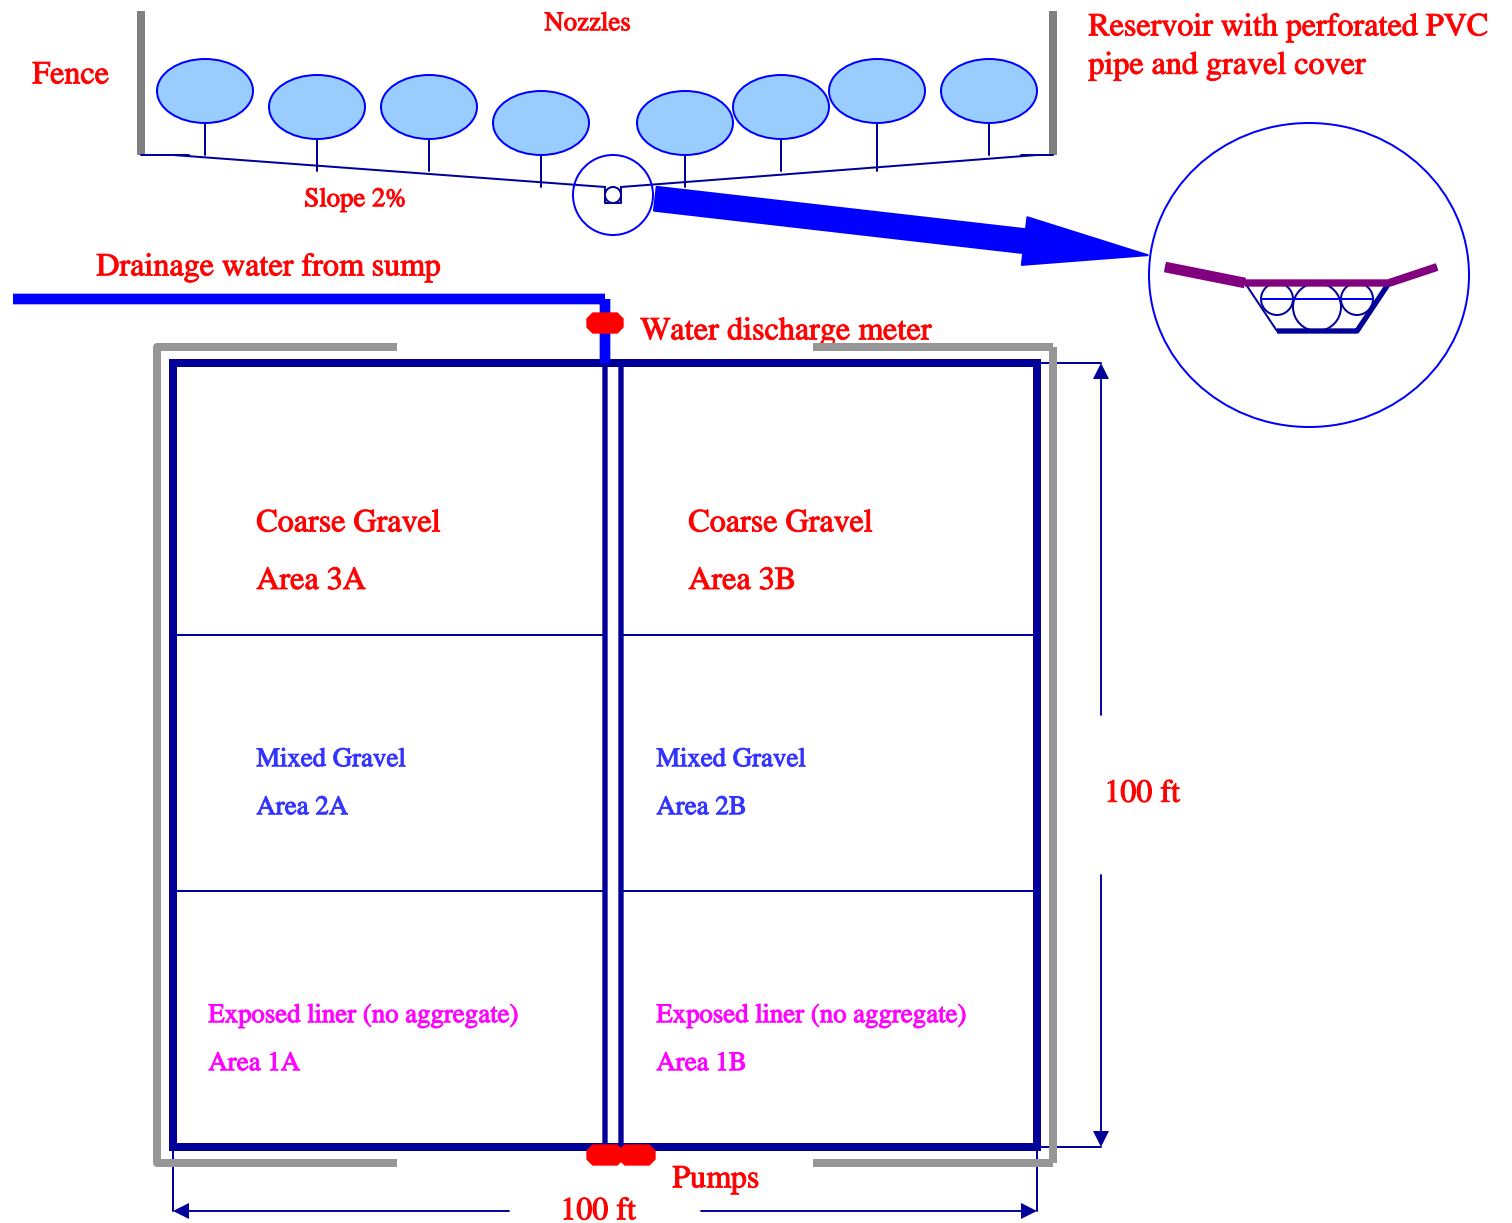 Nozzles
Reservoir with perforated PVC
pipe and gravel cover
Fence
Slope 2%
Drainage water from sump
Water discharge meter
Coarse Gravel
Area 3A
Coarse Gravel
Area 3B
Mixed Gravel
Area 2A
Mixed Gravel
Area 2B
100 ft
Exposed liner (no aggregate)
Area 1A
Exposed liner (no aggregate)
Area 1B
Pumps
100 ft